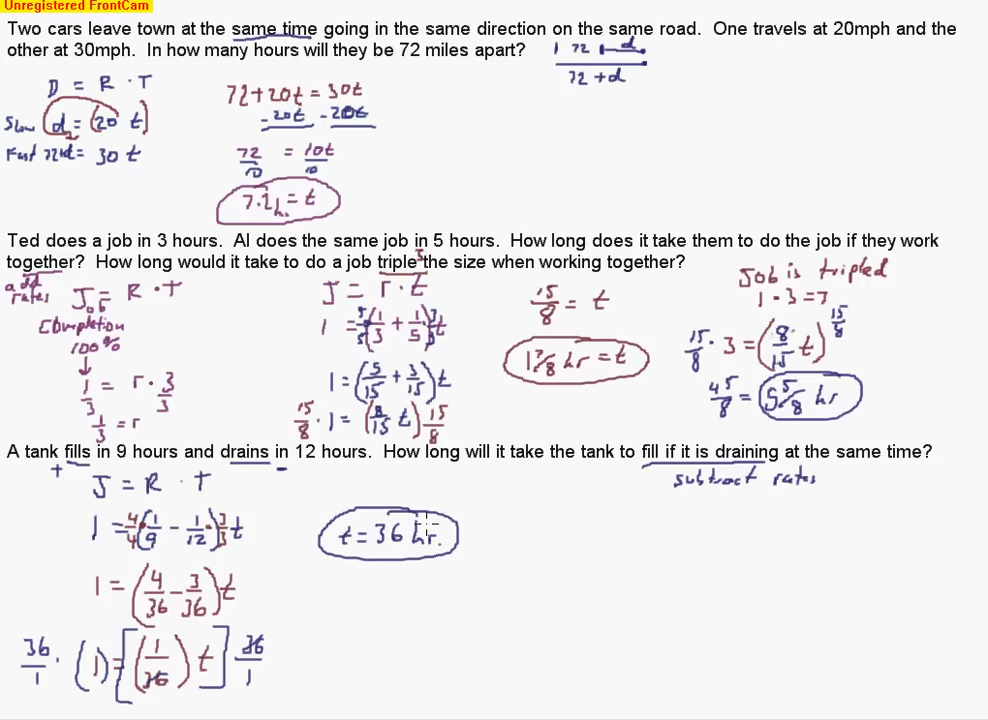 Unregistered FrontCam
Two cars leave town at the same time going in the same direction on the same road. One travels at 20mph and the
other at 30mph. In how many hours will they be 72 miles apart?
1 72 d
72 + d
D = R · T
Slow d = (20 t)
Fast 72+d = 30 t
72+20t = 30t
-20t -20t
72 = 10t
10 10
7.2h. = t
Ted does a job in 3 hours. Al does the same job in 5 hours. How long does it take them to do the job if they work
together? How long would it take to do a job triple the size when working together?
3
add rates
Job = R · T
Completion
100%
1/3 = r · 3/3
1/3 = r
J = r · t
1 = 5/5(1/3 + 1/5)3/3 t
1 = (5/15 + 3/15) t
15/8 · 1 = (8/15 t) 15/8
15/8 = t
1 7/8 hr = t
Job is tripled
1 · 3 = 3
15/8 · 3 = (8/15 t) 15/8
45/8 = 5 5/8 hr
A tank fills in 9 hours and drains in 12 hours. How long will it take the tank to fill if it is draining at the same time?
+ -
subtract rates
J = R · T
1 = 4/4(1/9 - 1/12 · 3/3) t
1 = (4/36 - 3/36) t
36/1 · (1) = [(1/36) t] 36/1
t = 36 hr.